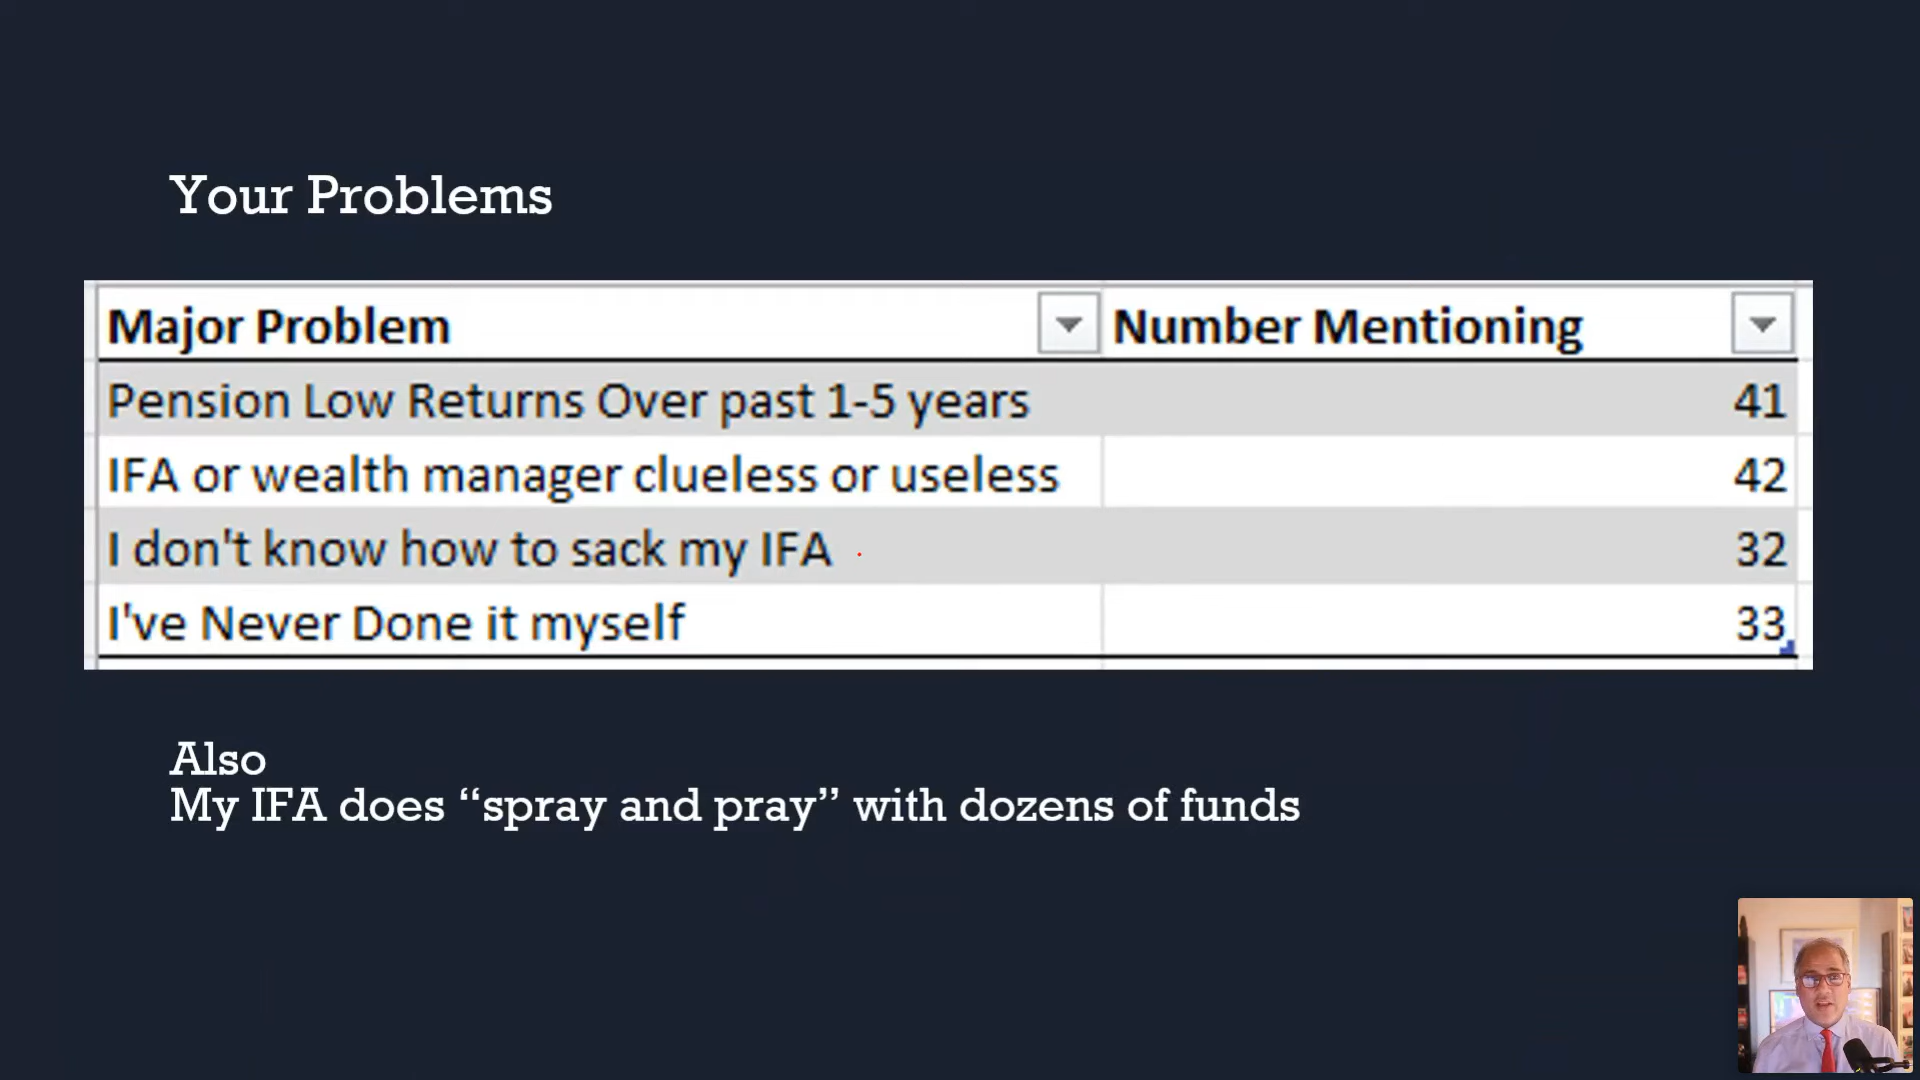 Your Problems
Major Problem Number Mentioning
Pension Low Returns Over past 1-5 years 41
IFA or wealth manager clueless or useless 42
I don't know how to sack my IFA 32
I've Never Done it myself 33
Also
My IFA does “spray and pray” with dozens of funds